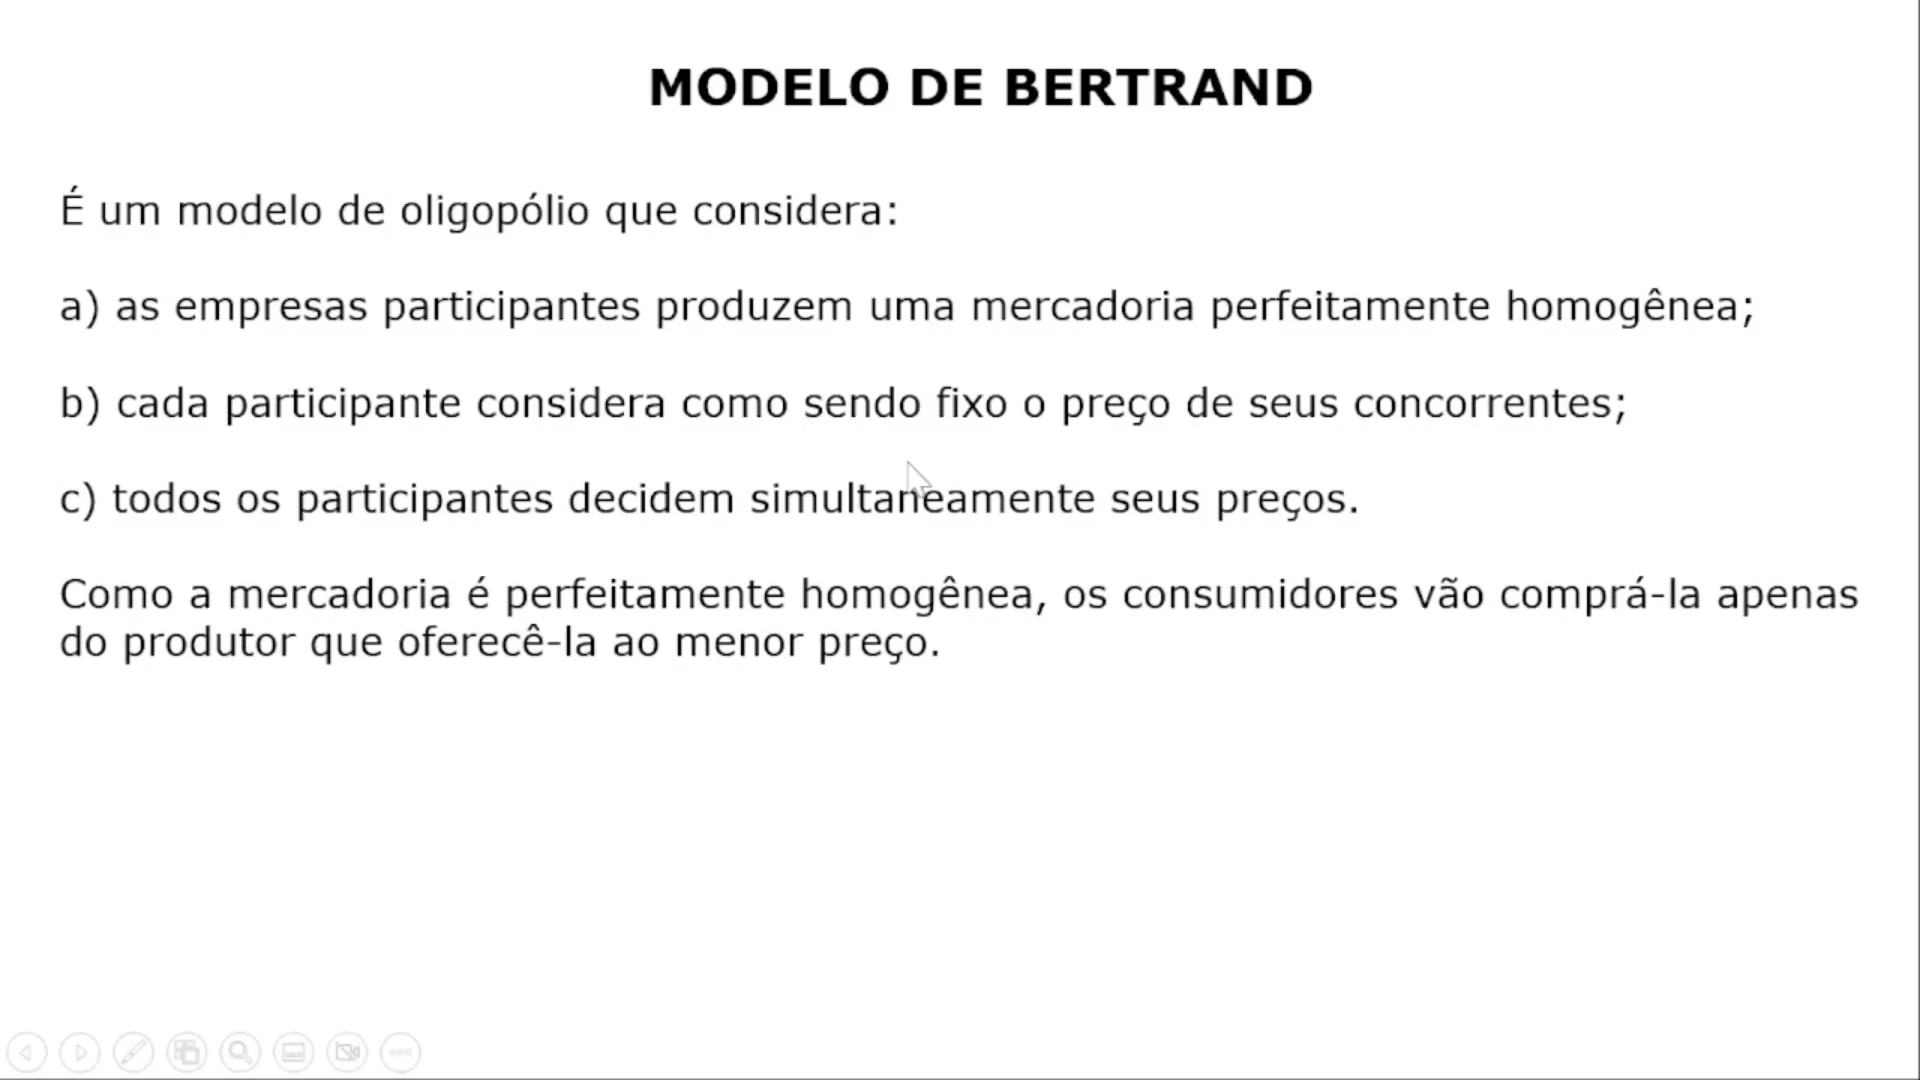 MODELO DE BERTRAND
É um modelo de oligopólio que considera:
a) as empresas participantes produzem uma mercadoria perfeitamente homogênea;
b) cada participante considera como sendo fixo o preço de seus concorrentes;
c) todos os participantes decidem simultaneamente seus preços.
Como a mercadoria é perfeitamente homogênea, os consumidores vão comprá-la apenas
do produtor que oferecê-la ao menor preço.